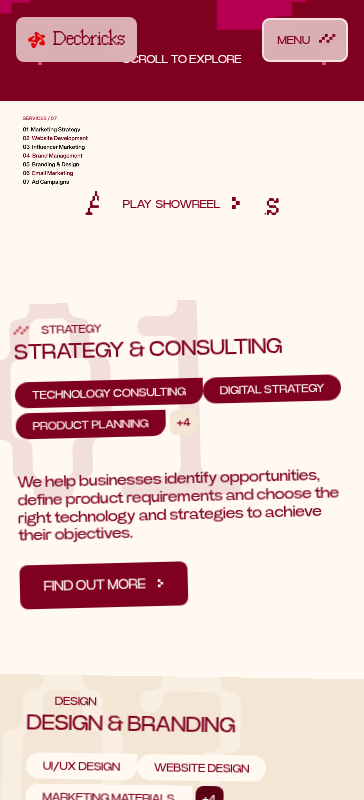 Decbricks
MENU
SCROLL TO EXPLORE
SERVICES / 07
01 Marketing Strategy
02 Website Development
03 Influencer Marketing
04 Brand Management
05 Branding & Design
06 Email Marketing
07 Ad Campaigns
PLAY SHOWREEL
01
STRATEGY
STRATEGY & CONSULTING
TECHNOLOGY CONSULTING
DIGITAL STRATEGY
PRODUCT PLANNING
+4
We help businesses identify opportunities,
define product requirements and choose the
right technology and strategies to achieve
their objectives.
FIND OUT MORE
DESIGN
DESIGN & BRANDING
UI/UX DESIGN
WEBSITE DESIGN
MARKETING MATERIALS
+4